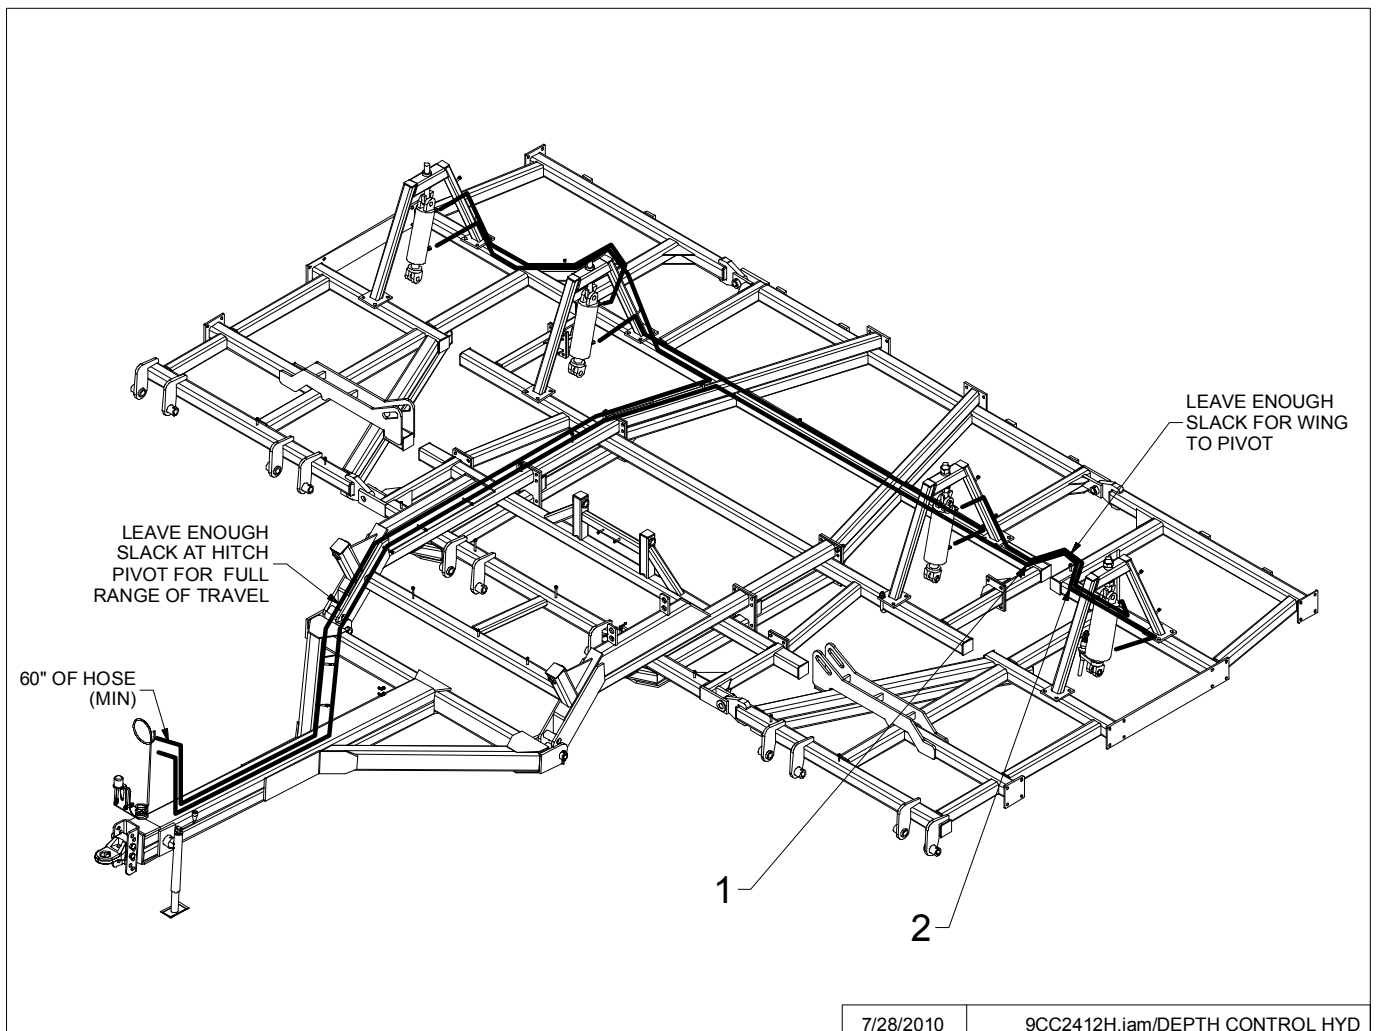 LEAVE ENOUGH
SLACK FOR WING
TO PIVOT
LEAVE ENOUGH
SLACK AT HITCH
PIVOT FOR FULL
RANGE OF TRAVEL
60" OF HOSE
(MIN)
1
2
7/28/2010
9CC2412H.iam/DEPTH CONTROL HYD